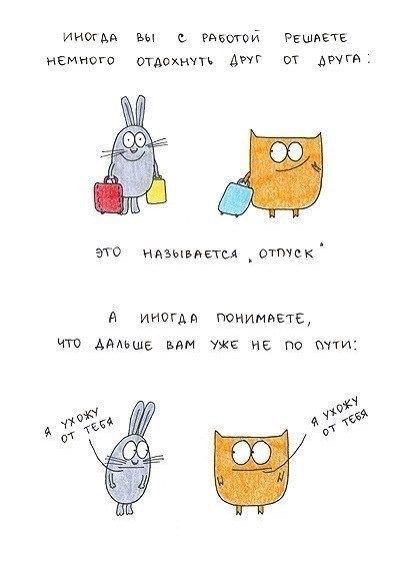 ИНОГДА ВЫ С РАБОТОЙ РЕШАЕТЕ
НЕМНОГО ОТДОХНУТЬ ДРУГ ОТ ДРУГА:
ЭТО НАЗЫВАЕТСЯ „ОТПУСК"
А ИНОГДА ПОНИМАЕТЕ,
ЧТО ДАЛЬШЕ ВАМ УЖЕ НЕ ПО ПУТИ:
Я УХОЖУ
ОТ ТЕБЯ
Я УХОЖУ
ОТ ТЕБЯ